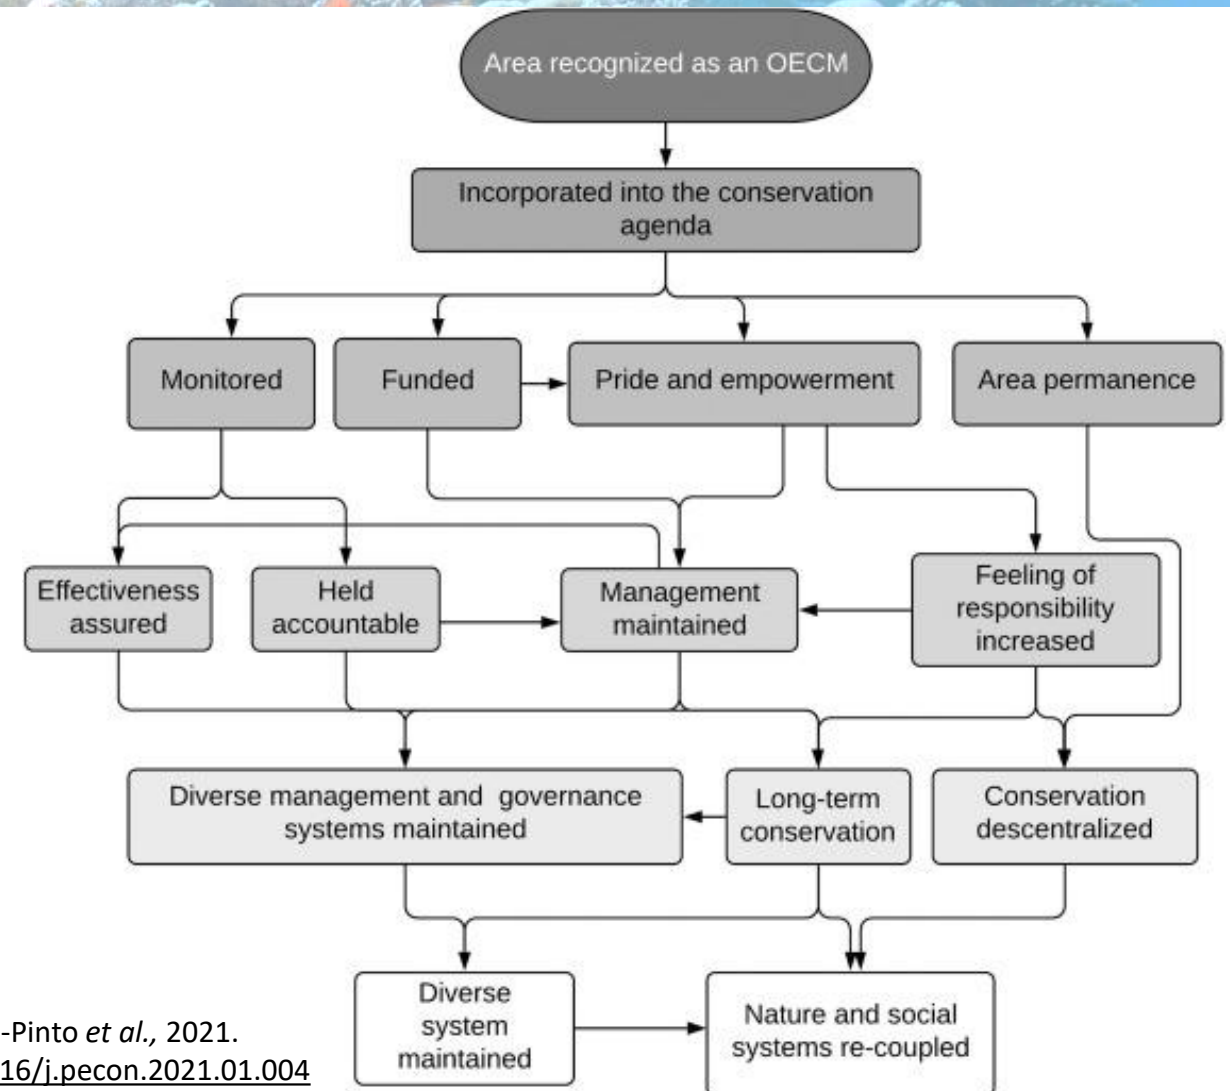 Area recognized as an OECM
Incorporated into the conservation
agenda
Monitored
Funded
Pride and empowerment
Area permanence
Effectiveness
assured
Held
accountable
Management
maintained
Feeling of
responsibility
increased
Diverse management and governance
systems maintained
Long-term
conservation
Conservation
descentralized
Diverse
system
maintained
Nature and social
systems re-coupled
-Pinto et al., 2021.
16/j.pecon.2021.01.004